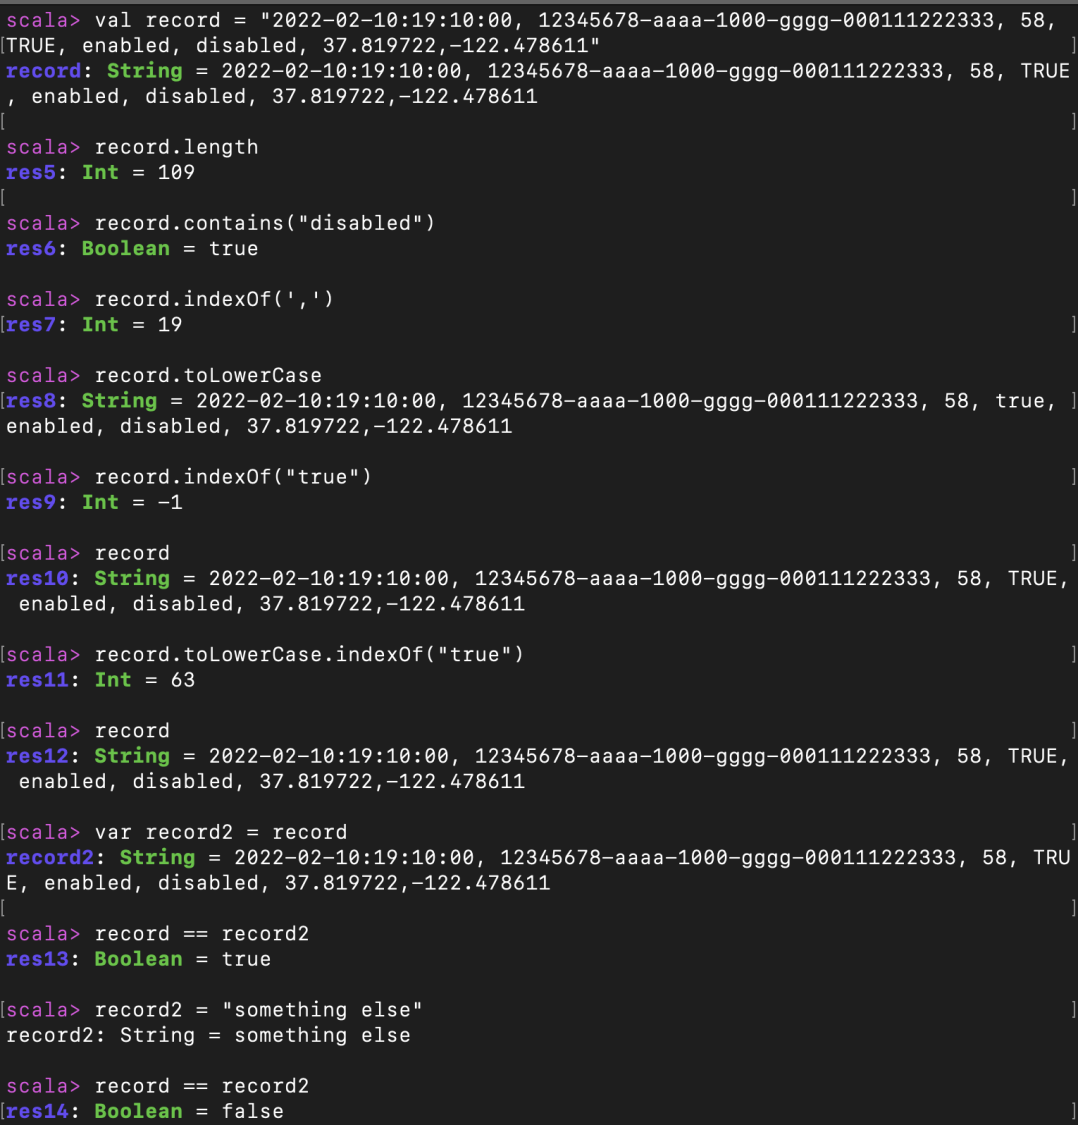 scala> val record = "2022-02-10:19:10:00, 12345678-aaaa-1000-gggg-000111222333, 58,
[TRUE, enabled, disabled, 37.819722,-122.478611" ]
record: String = 2022-02-10:19:10:00, 12345678-aaaa-1000-gggg-000111222333, 58, TRUE
, enabled, disabled, 37.819722,-122.478611
[ ]
scala> record.length
res5: Int = 109
[ ]
scala> record.contains("disabled")
res6: Boolean = true
scala> record.indexOf(',')
[res7: Int = 19 ]
scala> record.toLowerCase
[res8: String = 2022-02-10:19:10:00, 12345678-aaaa-1000-gggg-000111222333, 58, true, ]
enabled, disabled, 37.819722,-122.478611
[scala> record.indexOf("true") ]
res9: Int = -1
[scala> record ]
res10: String = 2022-02-10:19:10:00, 12345678-aaaa-1000-gggg-000111222333, 58, TRUE,
enabled, disabled, 37.819722,-122.478611
[scala> record.toLowerCase.indexOf("true") ]
res11: Int = 63
[scala> record ]
res12: String = 2022-02-10:19:10:00, 12345678-aaaa-1000-gggg-000111222333, 58, TRUE,
enabled, disabled, 37.819722,-122.478611
[scala> var record2 = record ]
record2: String = 2022-02-10:19:10:00, 12345678-aaaa-1000-gggg-000111222333, 58, TRU
E, enabled, disabled, 37.819722,-122.478611
[ ]
scala> record == record2
res13: Boolean = true
[scala> record2 = "something else" ]
record2: String = something else
scala> record == record2
[res14: Boolean = false ]